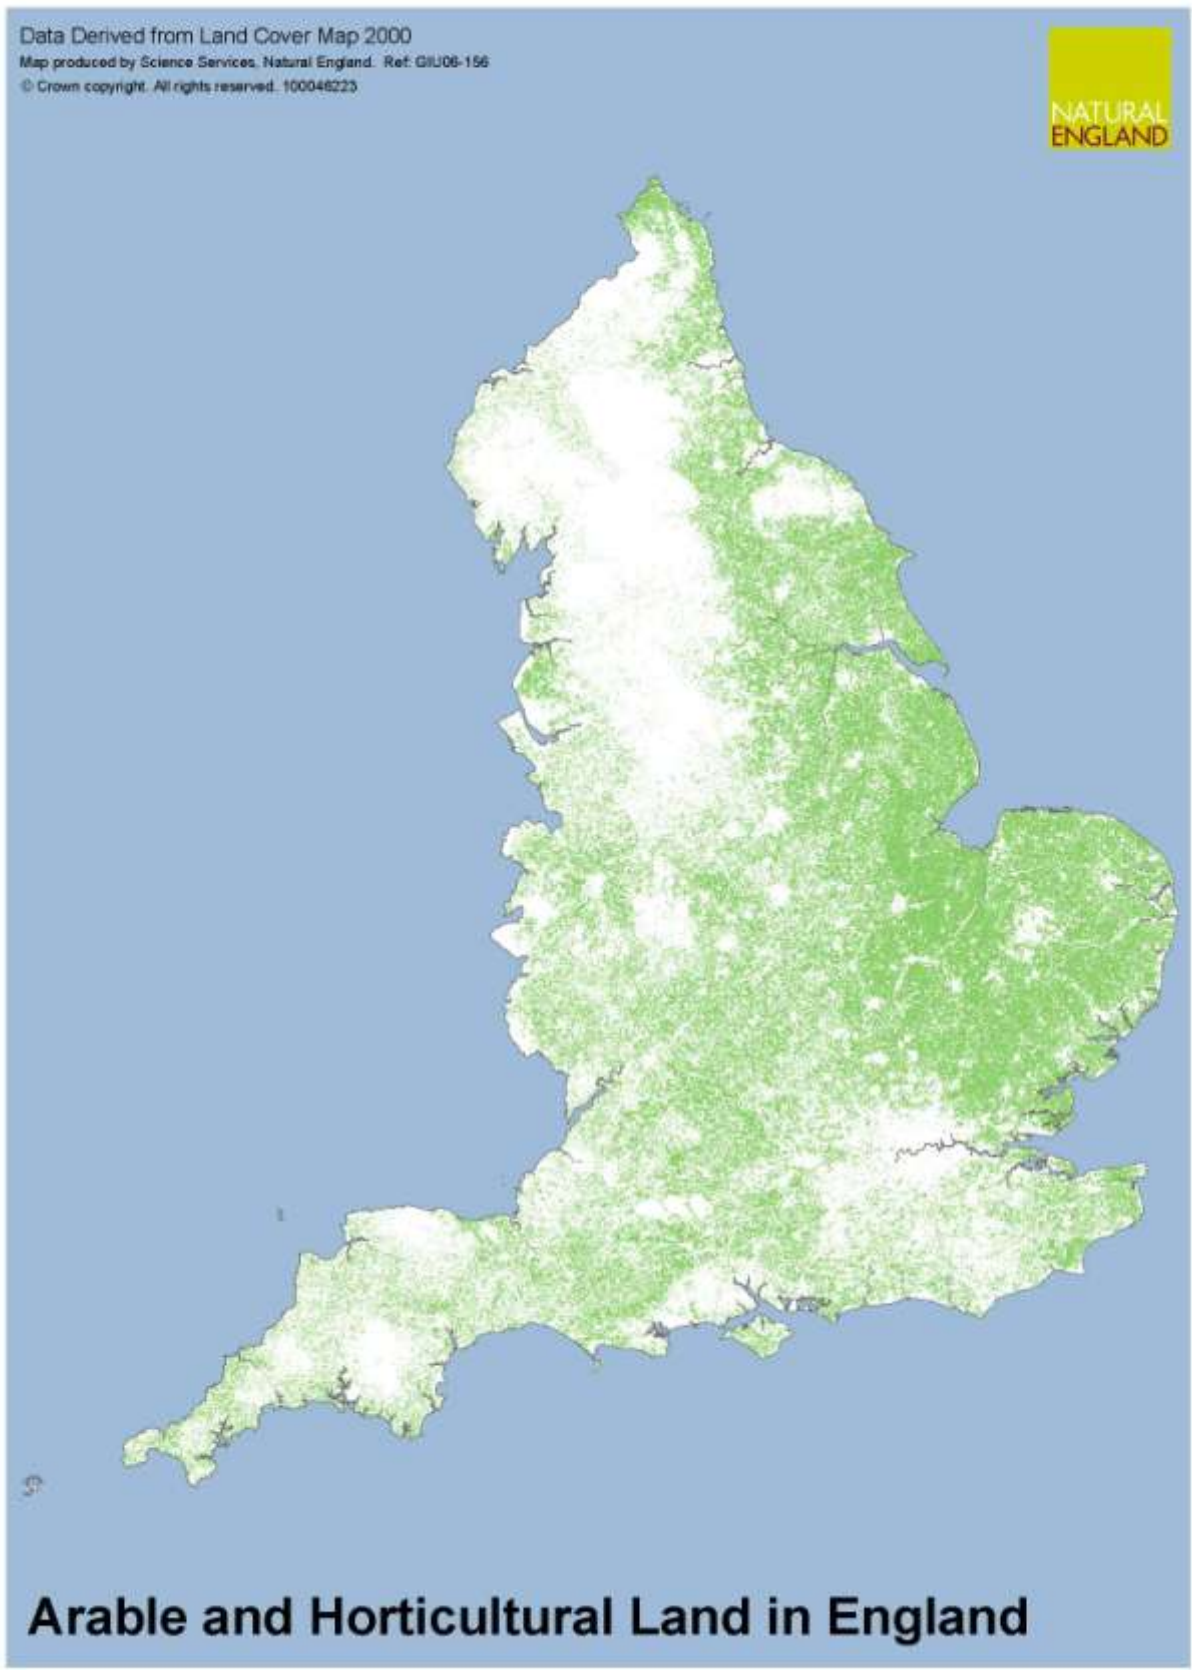 Data Derived from Land Cover Map 2000
Map produced by Science Services, Natural England. Ref: GIU06-156
© Crown copyright. All rights reserved. 100046223
NATURAL
ENGLAND
Arable and Horticultural Land in England